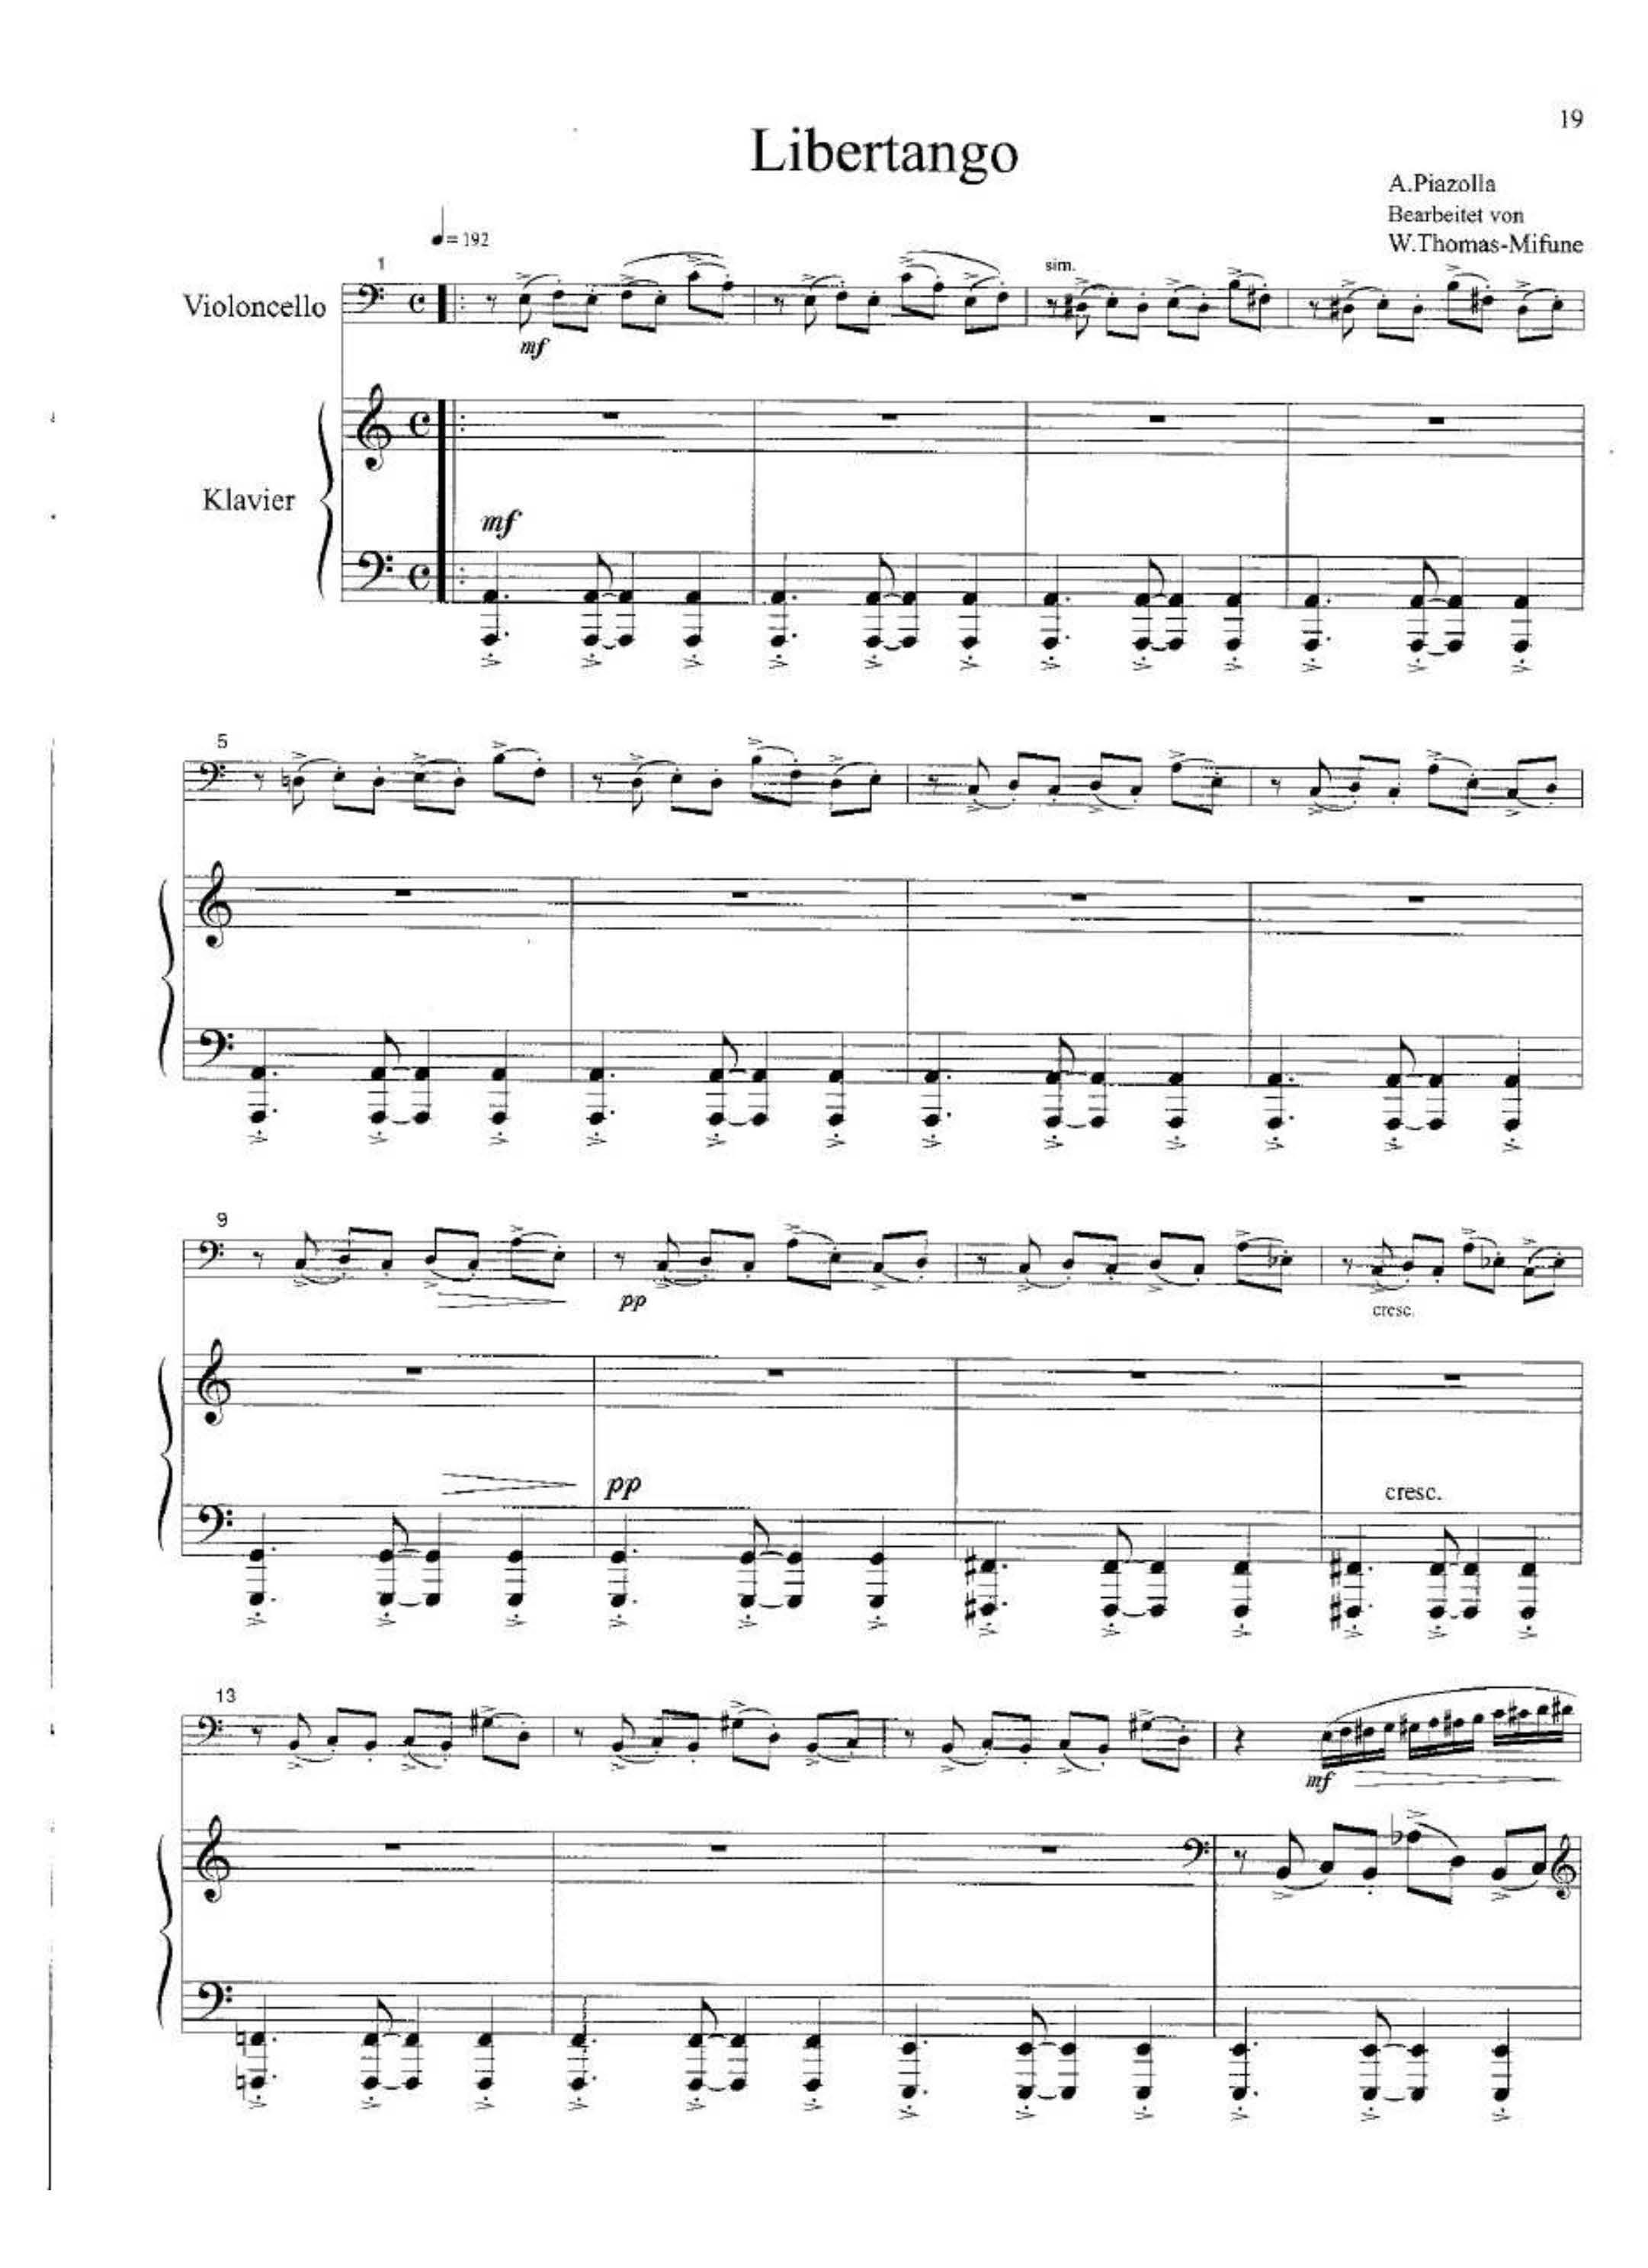 19
Libertango
A.Piazolla
Bearbeitet von
W.Thomas-Mifune
= 192
1
sim.
Violoncello
mf
Klavier
mf
5
9
pp
cresc.
pp
cresc.
13
mf